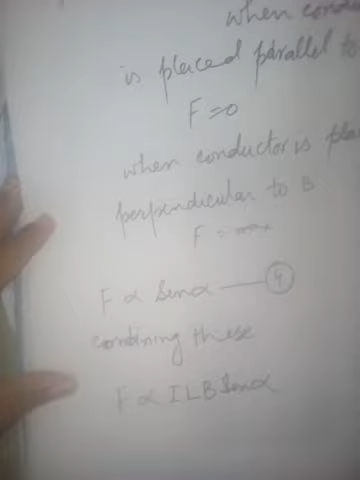 when condu
is placed parallel to
F=0
when conductor is pla
perpendicular to B
F = max
F ∝ Sinα — 4
combining these
F ∝ ILB Sinα